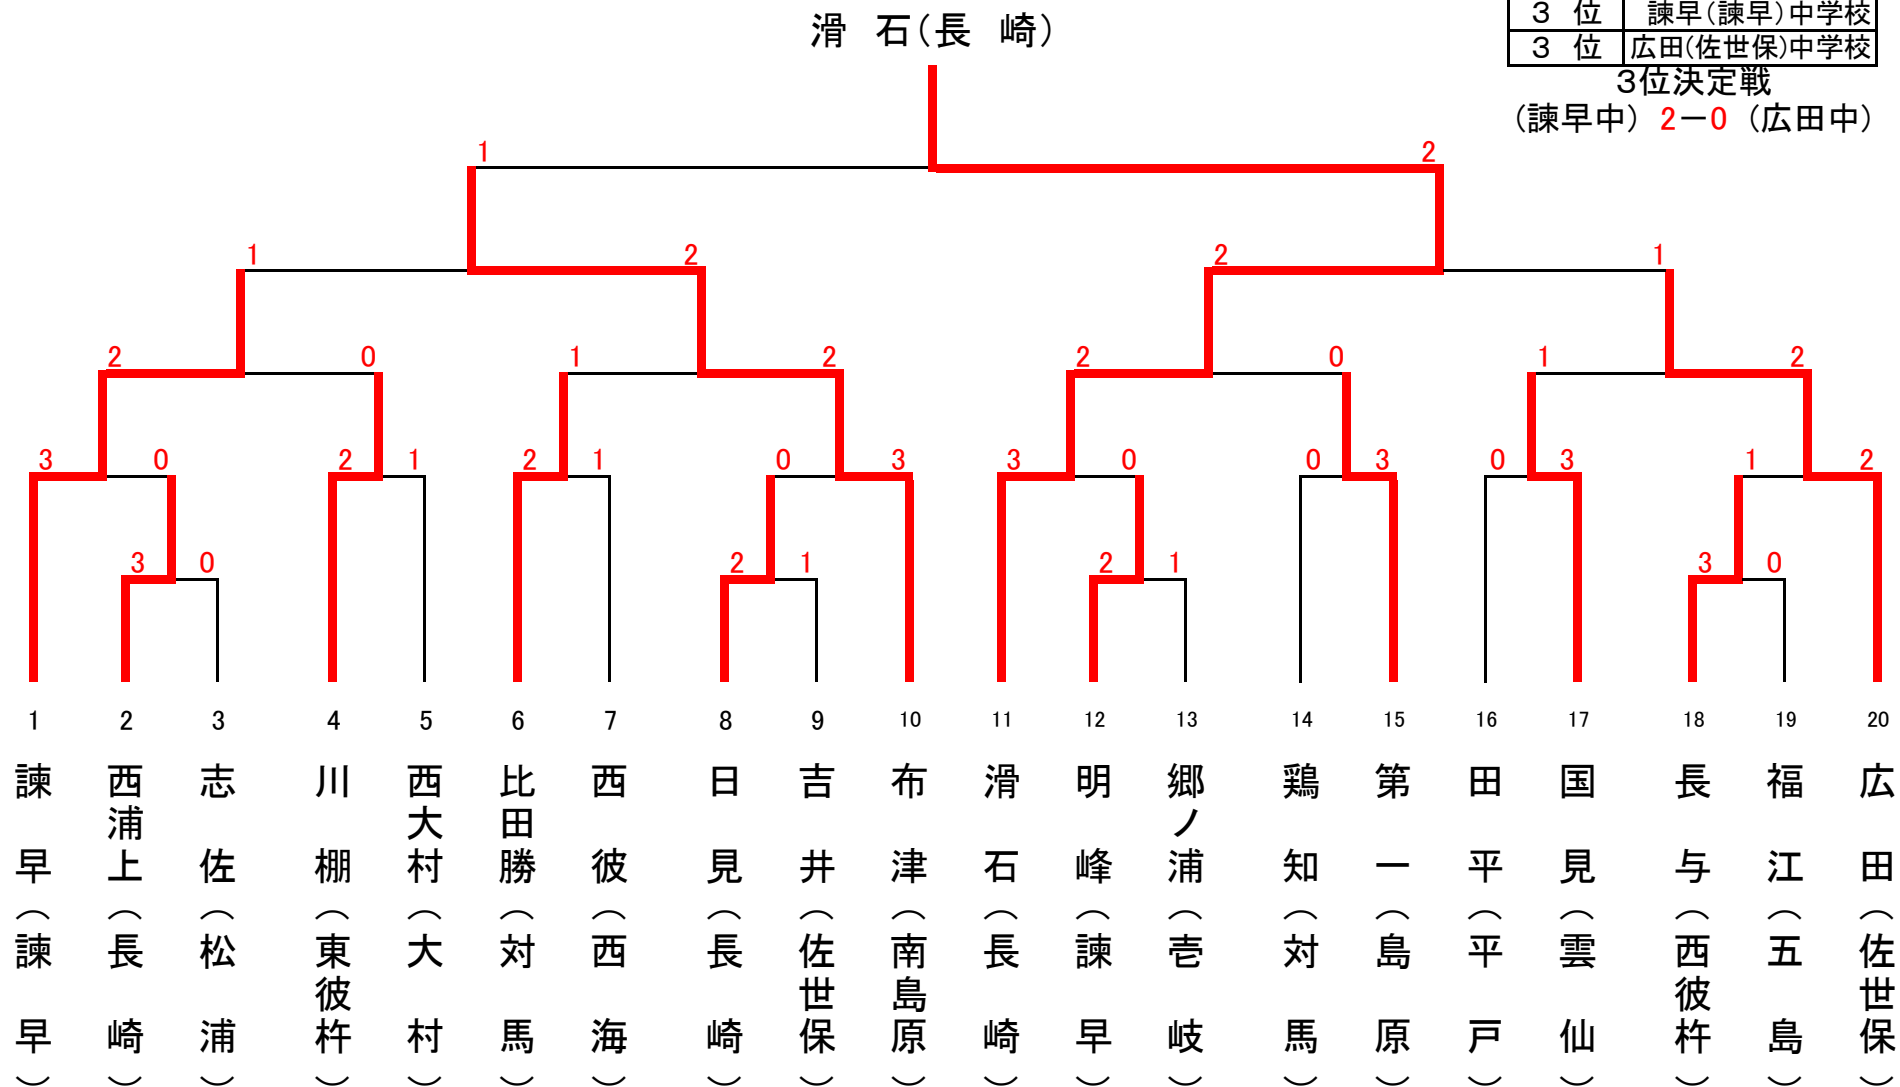 滑　石（長　崎）
3　位　諫早（諫早）中学校
3　位　広田（佐世保）中学校
3位決定戦
（諫早中）2－0（広田中）
1 2
1 2 2 1
2 0 1 2 2 0 1 2
3 0 2 1 2 1 0 3 3 0 0 3 0 3 1 2
3 0 2 1 2 1 3 0
1 2 3 4 5 6 7 8 9 10 11 12 13 14 15 16 17 18 19 20
諫早（諫早）
西浦上（長崎）
志佐（松浦）
川棚（東彼杵）
西大村（大村）
比田勝（対馬）
西彼（西海）
日見（長崎）
吉井（佐世保）
布津（南島原）
滑石（長崎）
明峰（諫早）
郷ノ浦（壱岐）
鶏知（対馬）
第一（島原）
田平（平戸）
国見（雲仙）
長与（西彼杵）
福江（五島）
広田（佐世保）